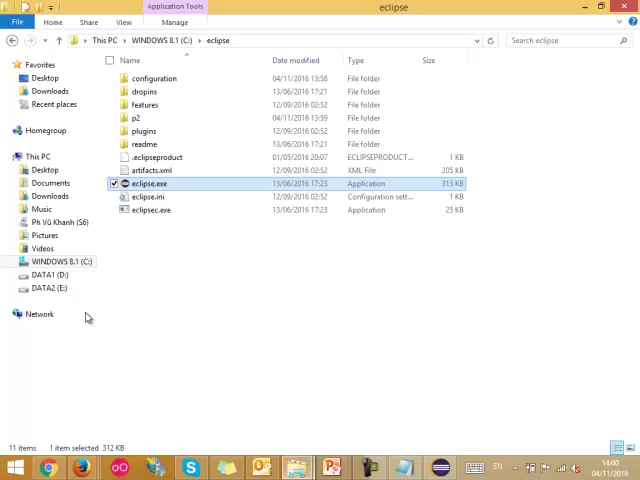 Application Tools
eclipse
File
Home
Share
View
Manage
This PC
WINDOWS 8.1 (C:)
eclipse
Search eclipse
Name
Date modified
Type
Size
Favorites
Desktop
Downloads
Recent places
Homegroup
This PC
Desktop
Documents
Downloads
Music
Ph Vũ Khanh (S6)
Pictures
Videos
WINDOWS 8.1 (C:)
DATA1 (D:)
DATA2 (E:)
Network
configuration 04/11/2016 13:58 File folder
dropins 13/06/2016 17:21 File folder
features 12/09/2016 02:52 File folder
p2 04/11/2016 13:59 File folder
plugins 12/09/2016 02:52 File folder
readme 13/06/2016 17:21 File folder
.eclipseproduct 01/05/2016 20:07 ECLIPSEPRODUCT... 1 KB
artifacts.xml 12/09/2016 02:52 XML File 205 KB
eclipse.exe 13/06/2016 17:23 Application 313 KB
eclipse.ini 12/09/2016 02:52 Configuration sett... 1 KB
eclipsec.exe 13/06/2016 17:23 Application 25 KB
11 items 1 item selected 312 KB
EN
14:00
04/11/2016